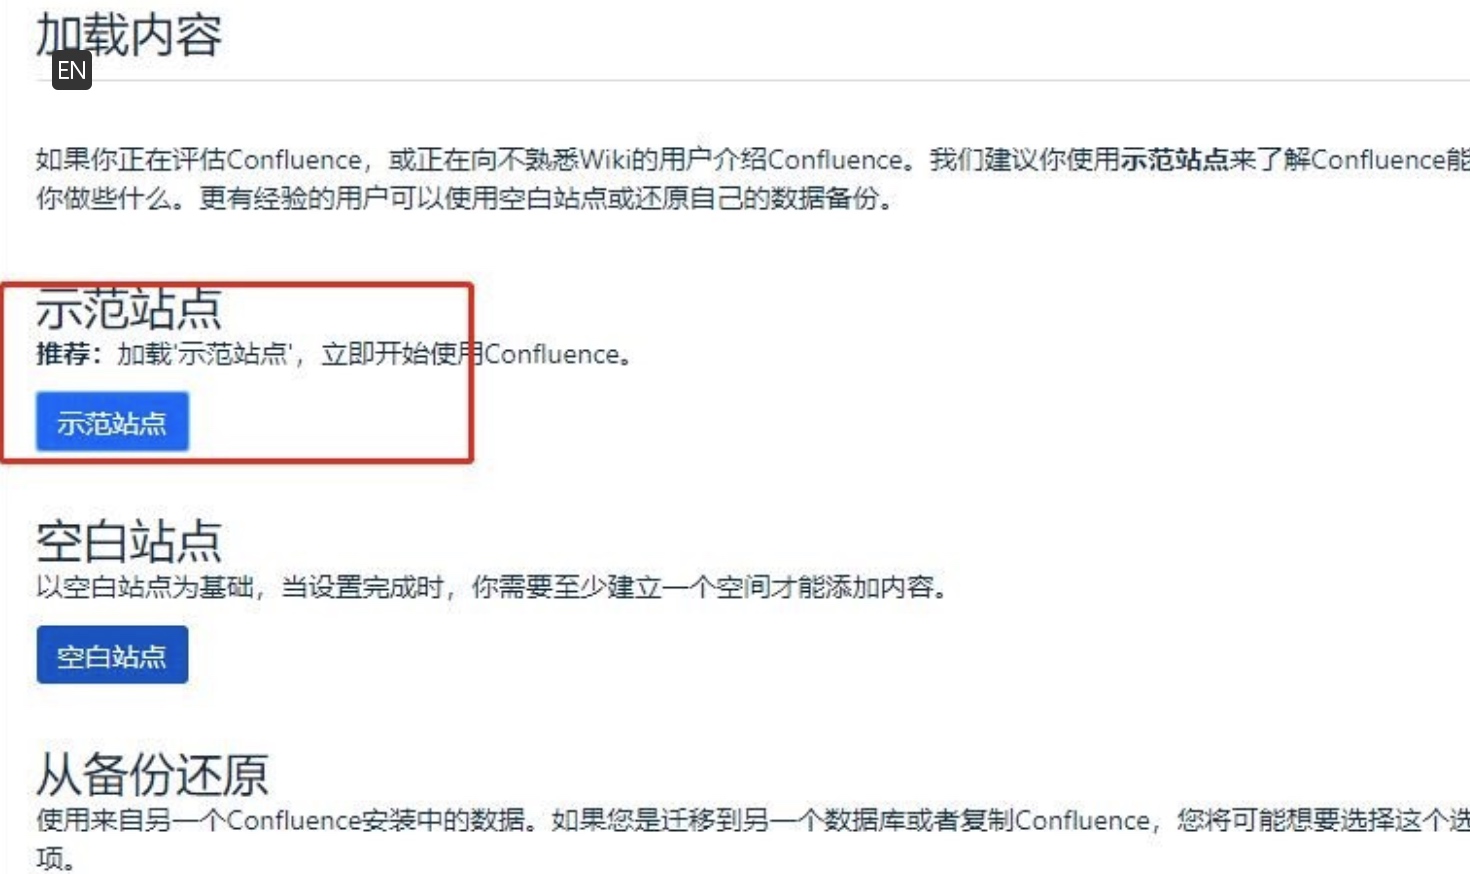 加载内容
EN
如果你正在评估Confluence，或正在向不熟悉Wiki的用户介绍Confluence。我们建议你使用示范站点来了解Confluence能
你做些什么。更有经验的用户可以使用空白站点或还原自己的数据备份。
示范站点
推荐：加载'示范站点'，立即开始使用Confluence。
示范站点
空白站点
以空白站点为基础，当设置完成时，你需要至少建立一个空间才能添加内容。
空白站点
从备份还原
使用来自另一个Confluence安装中的数据。如果您是迁移到另一个数据库或者复制Confluence，您将可能想要选择这个选
项。